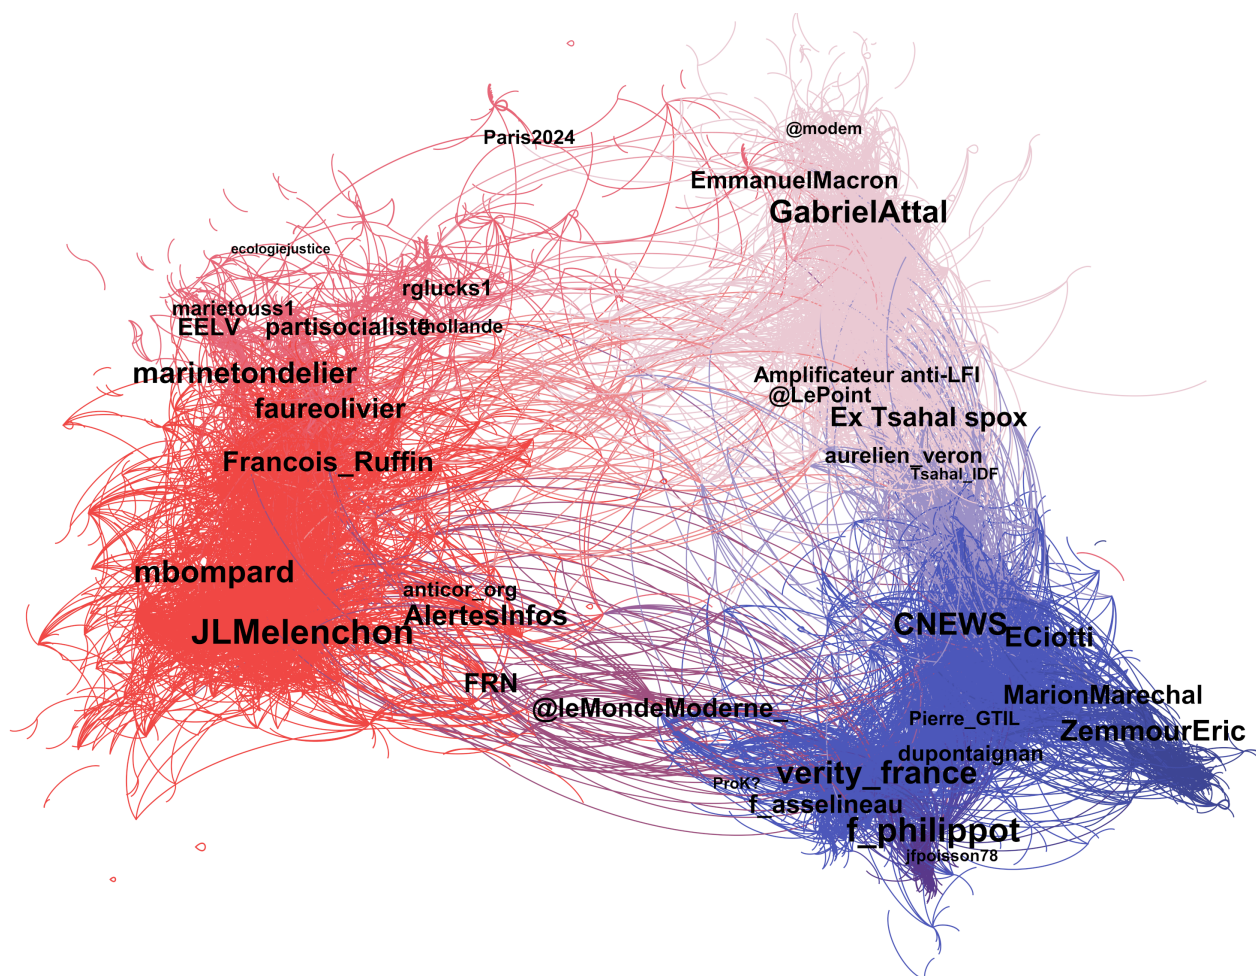 @modem
Paris2024
EmmanuelMacron
GabrielAttal
ecologiejustice
rglucks1
marietouss1
EELV
partisocialiste
fhollande
marinetondelier
Amplificateur anti-LFI
@LePoint
faureolivier
Ex Tsahal spox
aurelien_veron
Francois_Ruffin
Tsahal_IDF
mbompard
anticor_org
AlertesInfos
CNEWS
JLMelenchon
ECiotti
FRN
MarionMarechal
@leMondeModerne_
Pierre_GTIL
ZemmourEric
dupontaignan
verity_france
ProK?
f_asselineau
f_philippot
jfpoisson78